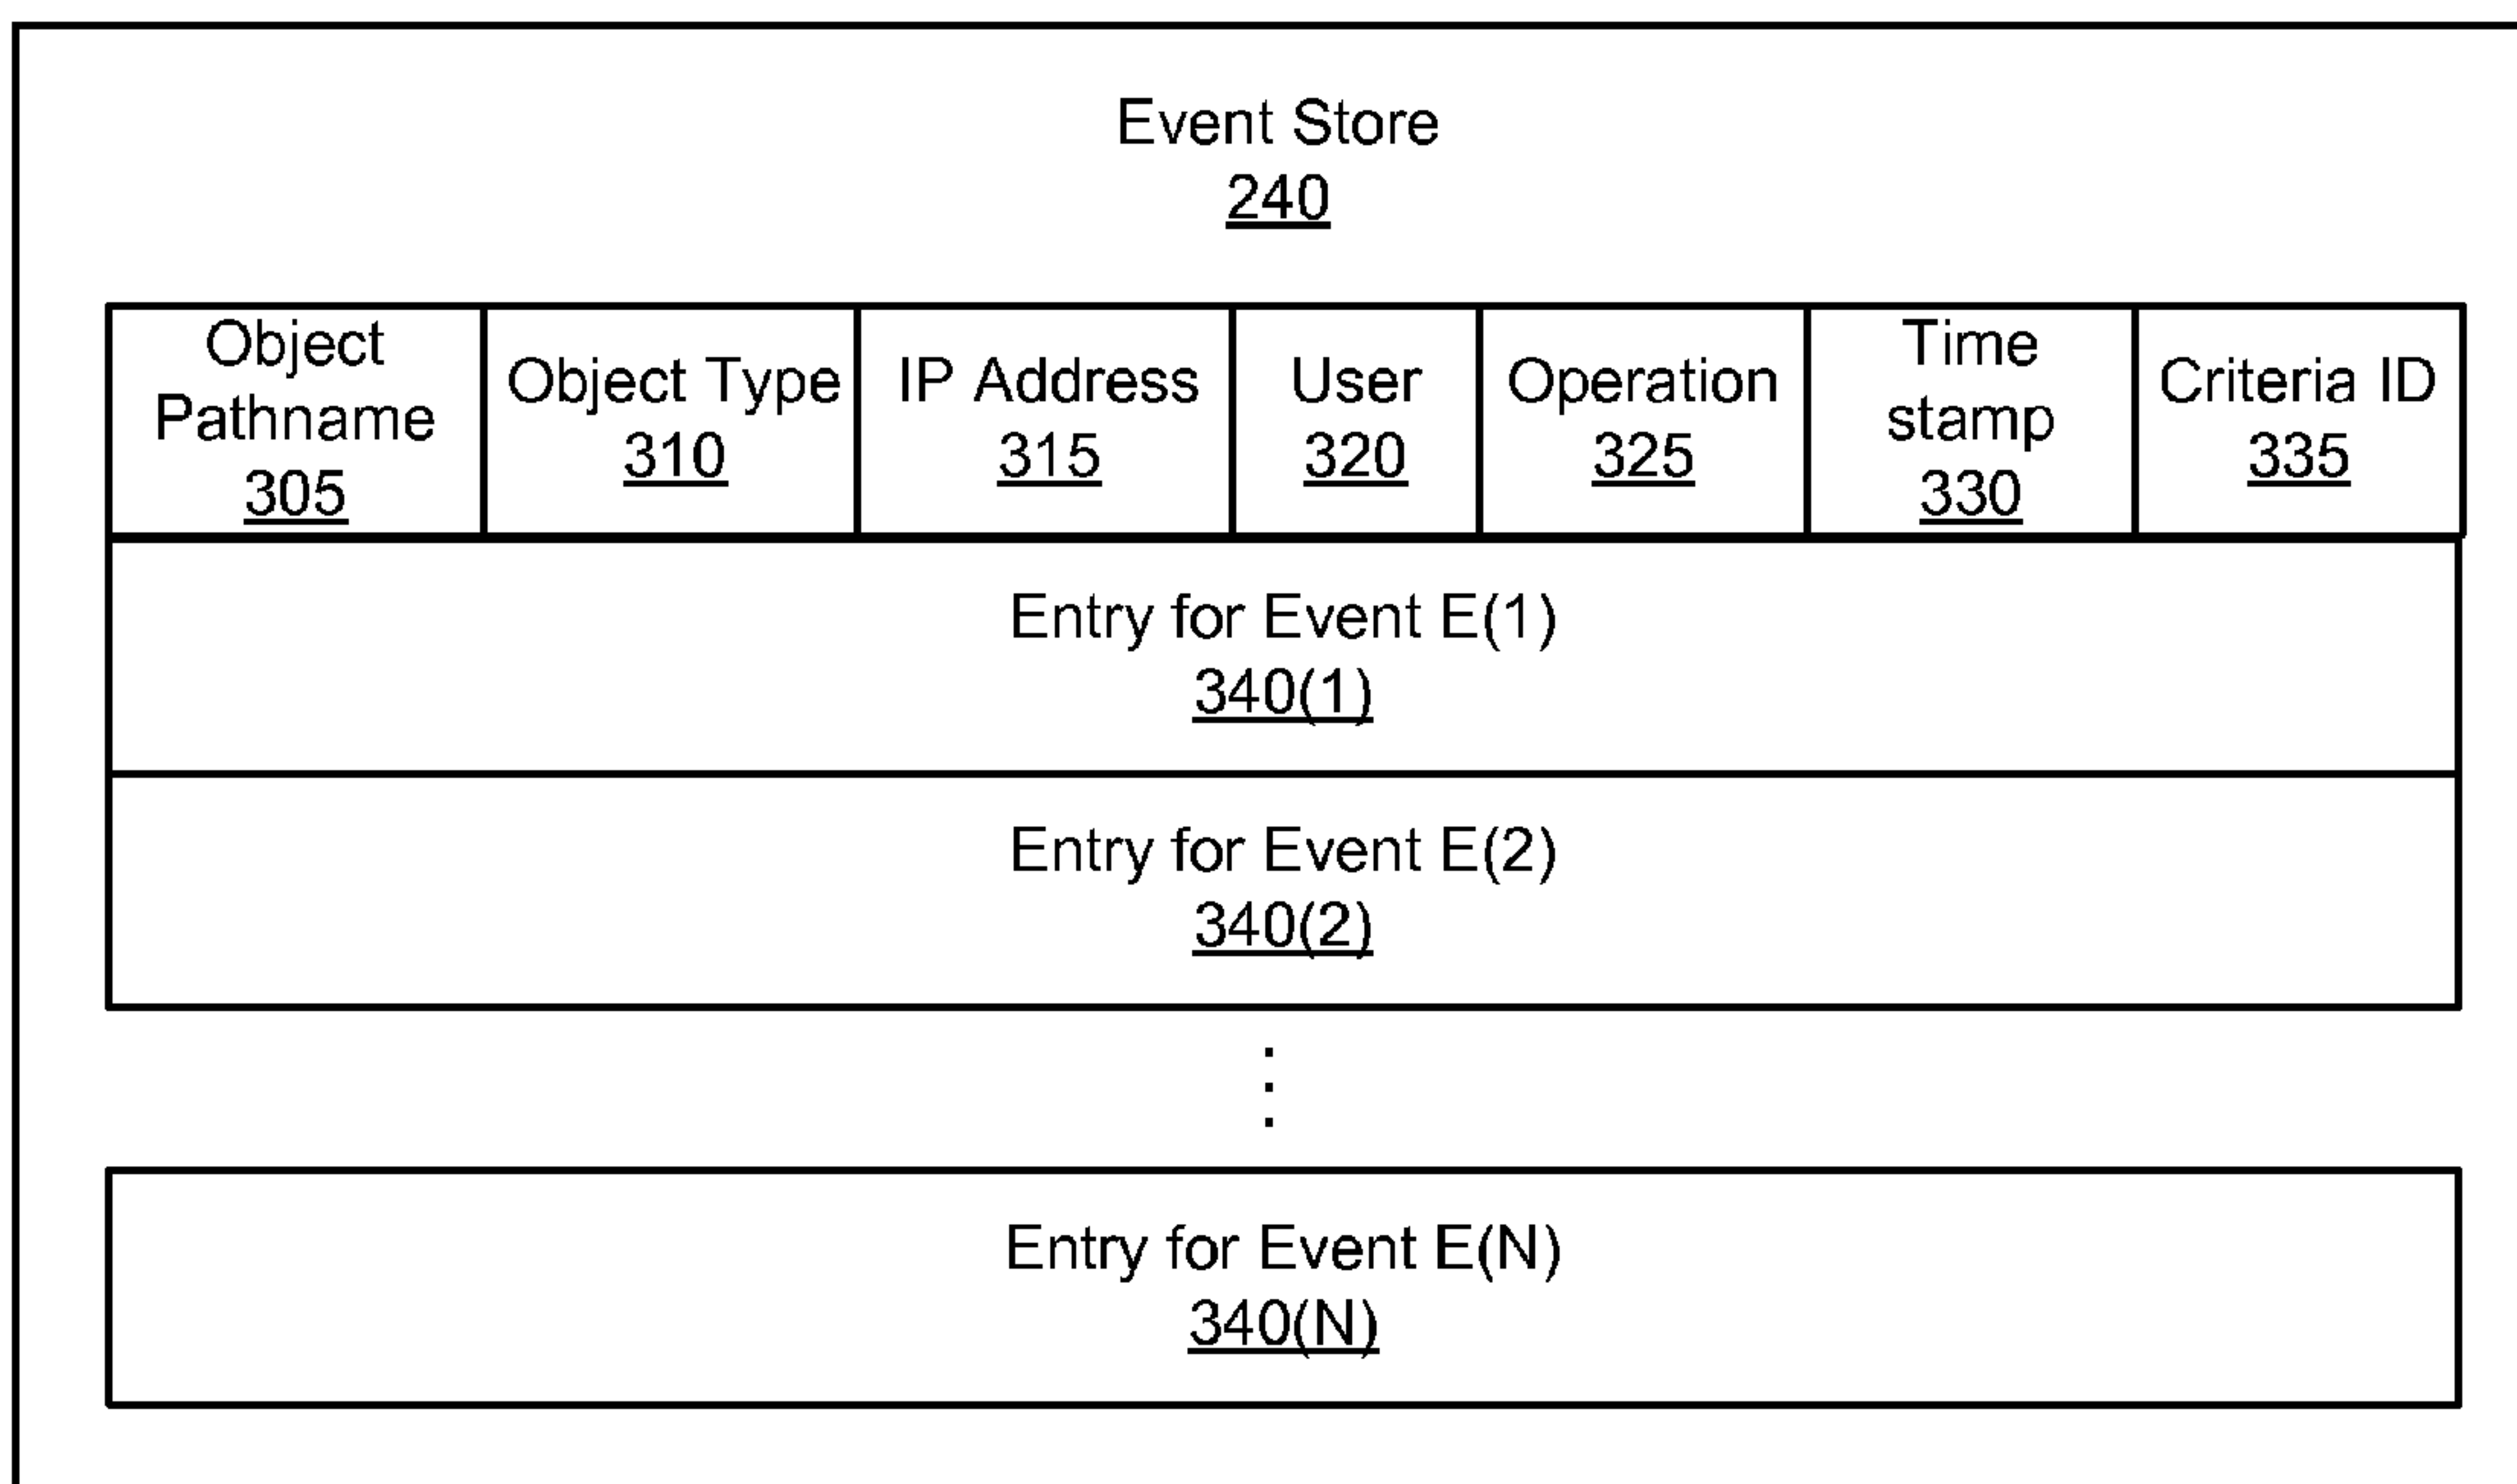 Event Store
240
Object
Pathname
305
Object Type
310
IP Address
315
User
320
Operation
325
Time
stamp
330
Criteria ID
335
Entry for Event E(1)
340(1)
Entry for Event E(2)
340(2)
Entry for Event E(N)
340(N)